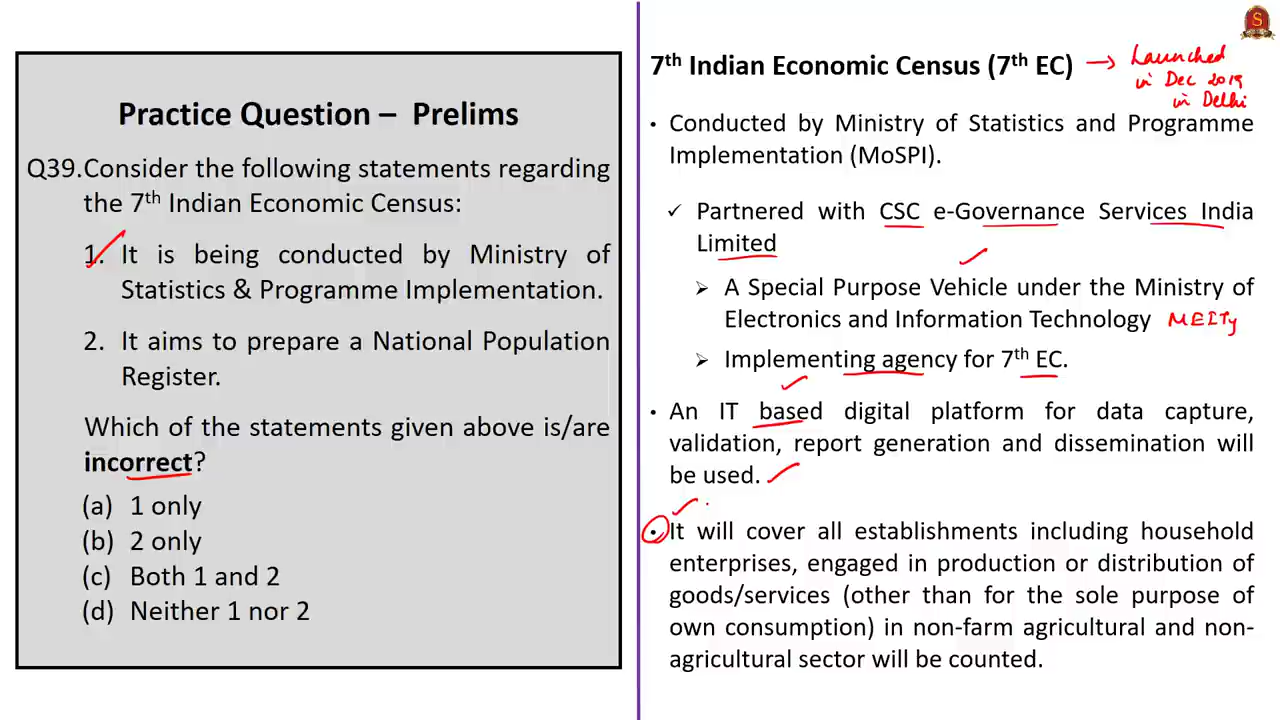 Practice Question – Prelims
Q39. Consider the following statements regarding
the 7th Indian Economic Census:
1. It is being conducted by Ministry of
Statistics & Programme Implementation.
2. It aims to prepare a National Population
Register.
Which of the statements given above is/are
incorrect?
(a) 1 only
(b) 2 only
(c) Both 1 and 2
(d) Neither 1 nor 2
7th Indian Economic Census (7th EC) → Launched
in Dec 2019
in Delhi
• Conducted by Ministry of Statistics and Programme
Implementation (MoSPI).
✓ Partnered with CSC e-Governance Services India
Limited
➢ A Special Purpose Vehicle under the Ministry of
Electronics and Information Technology MEITy
➢ Implementing agency for 7th EC.
• An IT based digital platform for data capture,
validation, report generation and dissemination will
be used.
• It will cover all establishments including household
enterprises, engaged in production or distribution of
goods/services (other than for the sole purpose of
own consumption) in non-farm agricultural and non-
agricultural sector will be counted.